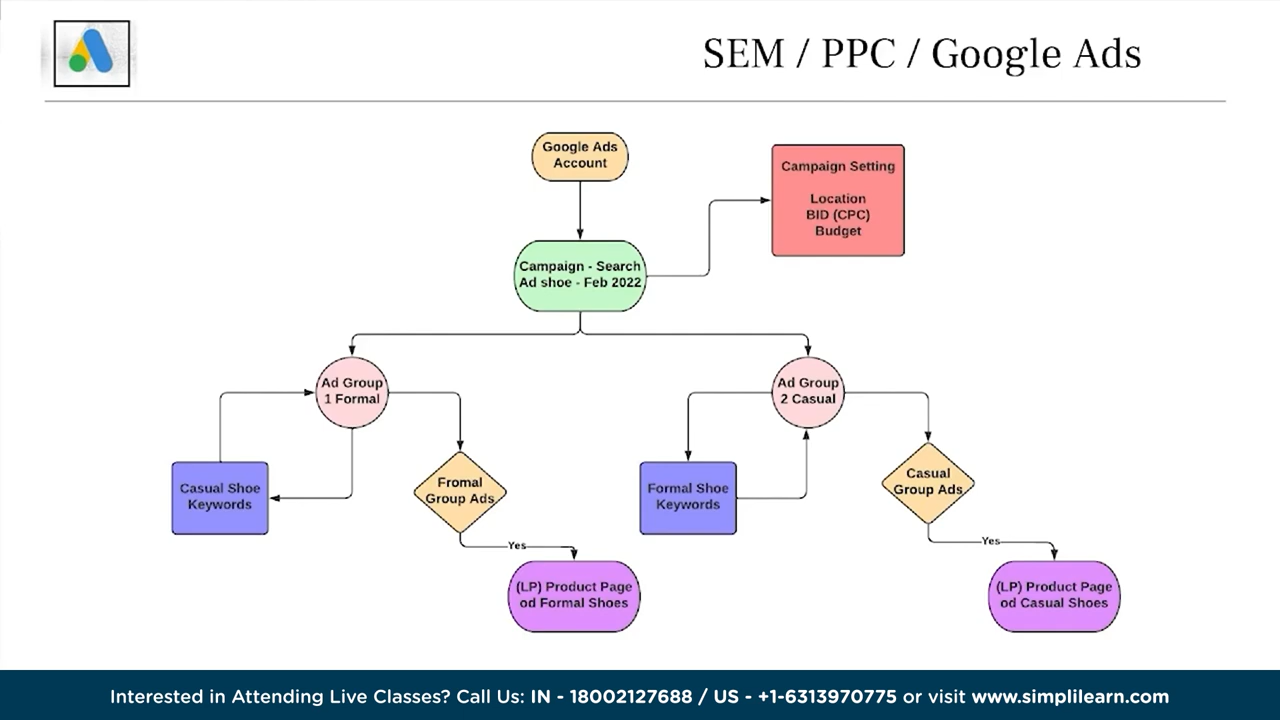 SEM / PPC / Google Ads
Google Ads
Account
Campaign Setting
Location
BID (CPC)
Budget
Campaign - Search
Ad shoe - Feb 2022
Ad Group
1 Formal
Ad Group
2 Casual
Casual Shoe
Keywords
Fromal
Group Ads
Formal Shoe
Keywords
Casual
Group Ads
Yes
Yes
(LP) Product Page
od Formal Shoes
(LP) Product Page
od Casual Shoes
Interested in Attending Live Classes? Call Us: IN - 18002127688 / US - +1-6313970775 or visit www.simplilearn.com